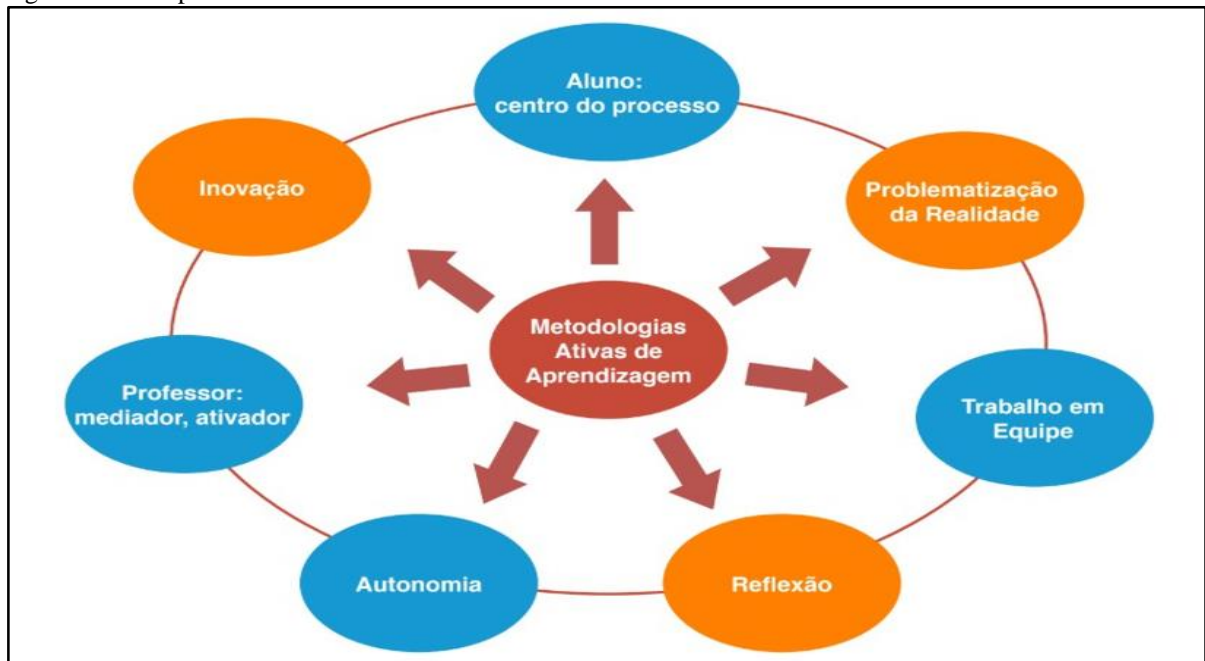 Aluno:
centro do processo
Inovação
Problematização
da Realidade
Metodologias
Ativas de
Aprendizagem
Professor:
mediador, ativador
Trabalho em
Equipe
Autonomia
Reflexão